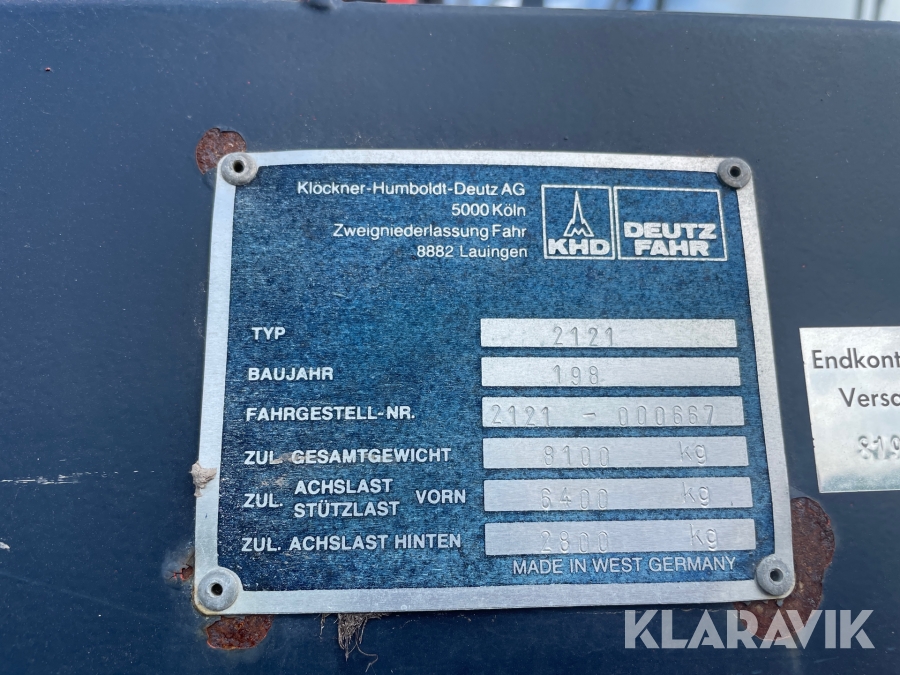 Klöckner-Humboldt-Deutz AG
5000 Köln
Zweigniederlassung Fahr
8882 Lauingen
KHD
DEUTZ
FAHR
TYP 2121
BAUJAHR 198
FAHRGESTELL-NR. 2121 - 000667
ZUL. GESAMTGEWICHT 8100 kg
ZUL. ACHSLAST STÜTZLAST VORN 6400 kg
ZUL. ACHSLAST HINTEN 2800 kg
MADE IN WEST GERMANY
Endkont
Versc
819
KLARAVIK